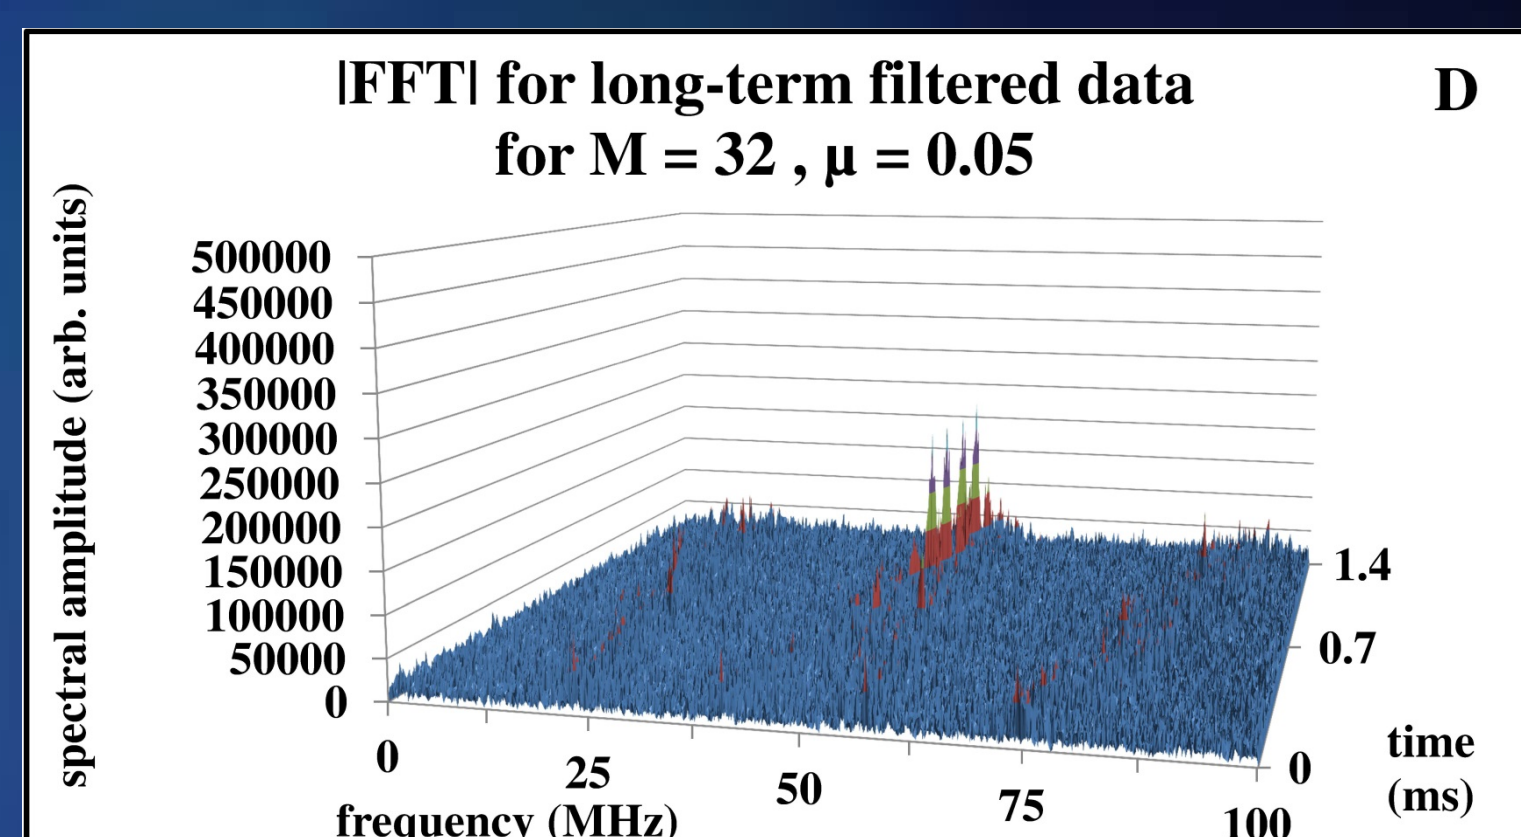 |FFT| for long-term filtered data
for M = 32 , µ = 0.05
D
spectral amplitude (arb. units)
500000
450000
400000
350000
300000
250000
200000
150000
100000
50000
0
0
25
50
75
100
frequency (MHz)
1.4
0.7
0
time
(ms)